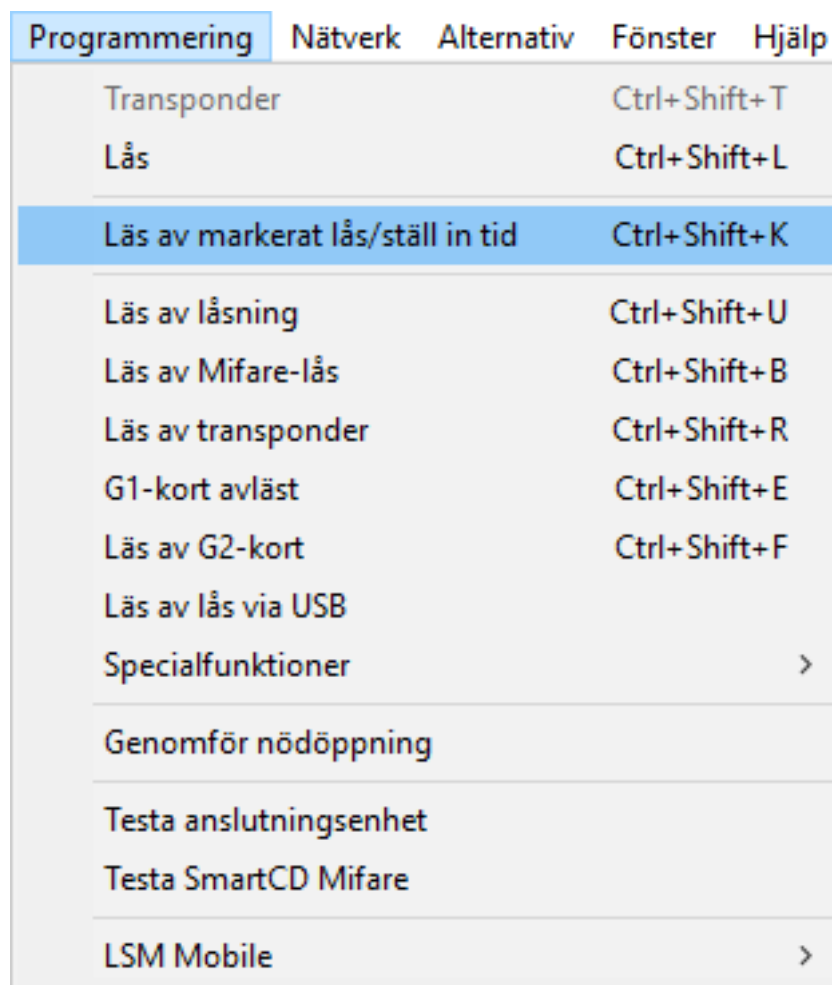 Programmering Nätverk Alternativ Fönster Hjälp
Transponder Ctrl+Shift+T
Lås Ctrl+Shift+L
Läs av markerat lås/ställ in tid Ctrl+Shift+K
Läs av låsning Ctrl+Shift+U
Läs av Mifare-lås Ctrl+Shift+B
Läs av transponder Ctrl+Shift+R
G1-kort avläst Ctrl+Shift+E
Läs av G2-kort Ctrl+Shift+F
Läs av lås via USB
Specialfunktioner
Genomför nödöppning
Testa anslutningsenhet
Testa SmartCD Mifare
LSM Mobile